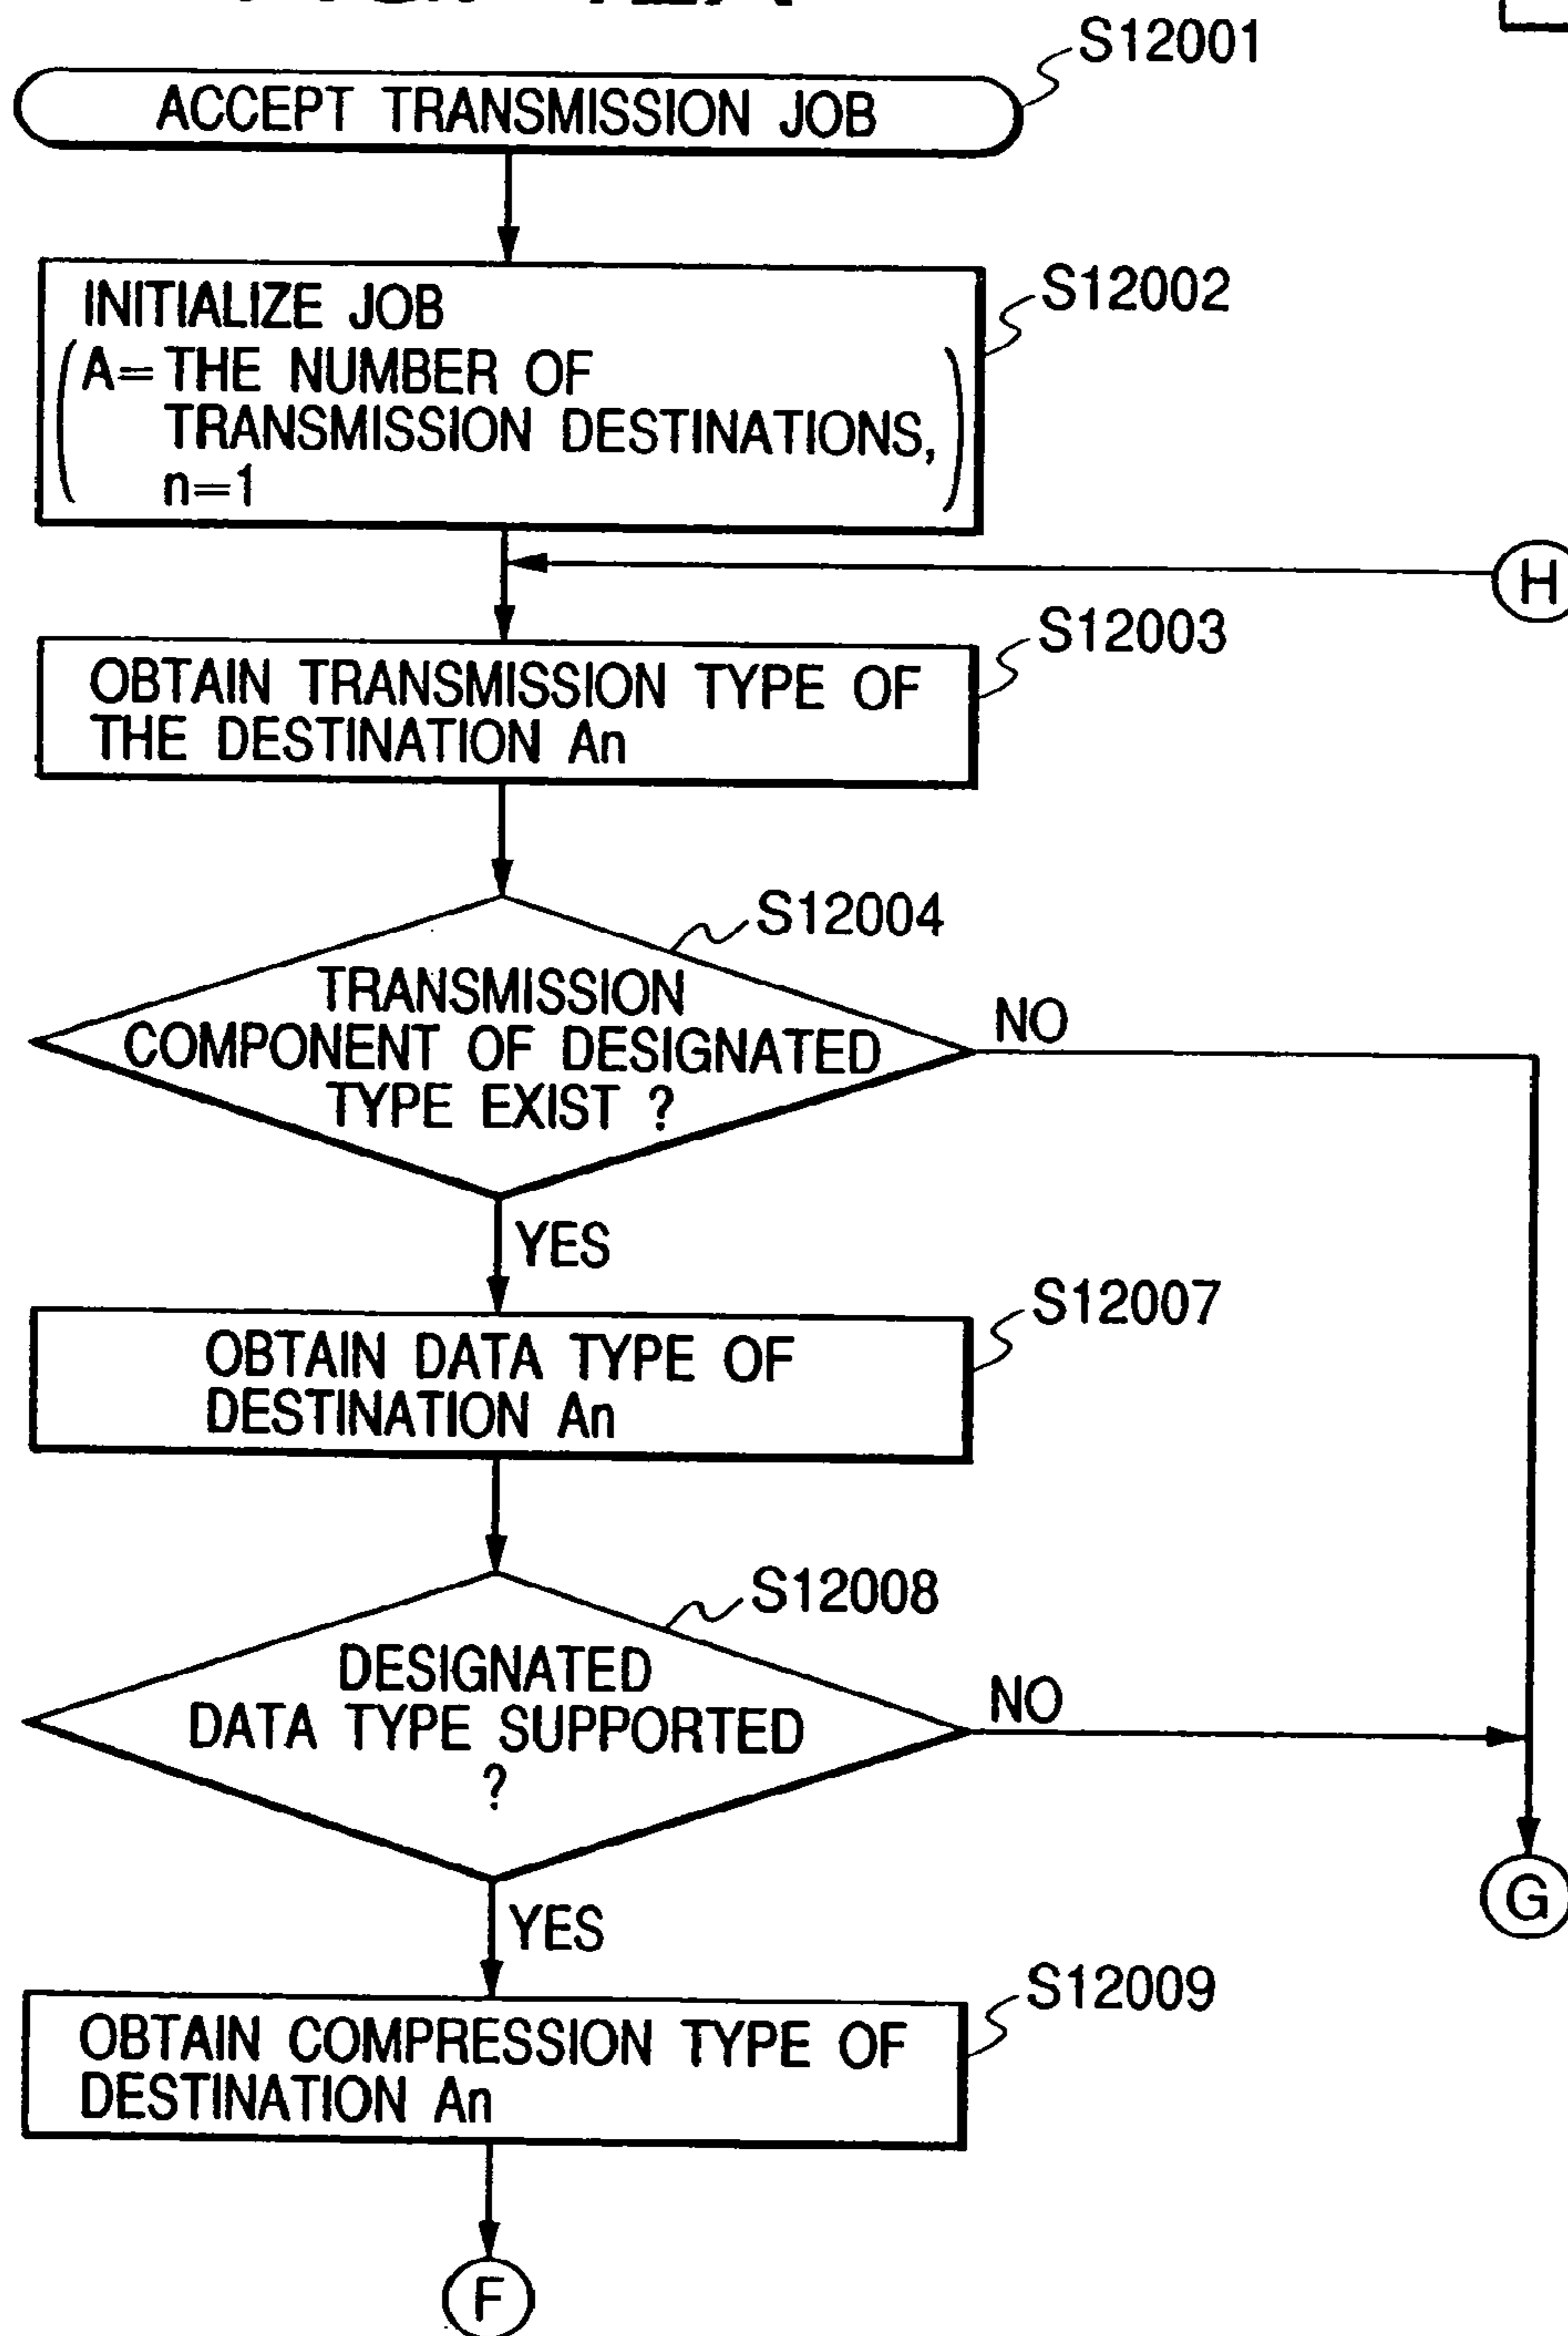 S12001
ACCEPT TRANSMISSION JOB
S12002
INITIALIZE JOB
A= THE NUMBER OF
TRANSMISSION DESTINATIONS,
n=1
H
S12003
OBTAIN TRANSMISSION TYPE OF
THE DESTINATION An
S12004
TRANSMISSION
COMPONENT OF DESIGNATED
TYPE EXIST ?
NO
YES
S12007
OBTAIN DATA TYPE OF
DESTINATION An
S12008
DESIGNATED
DATA TYPE SUPPORTED
?
NO
YES
G
S12009
OBTAIN COMPRESSION TYPE OF
DESTINATION An
F